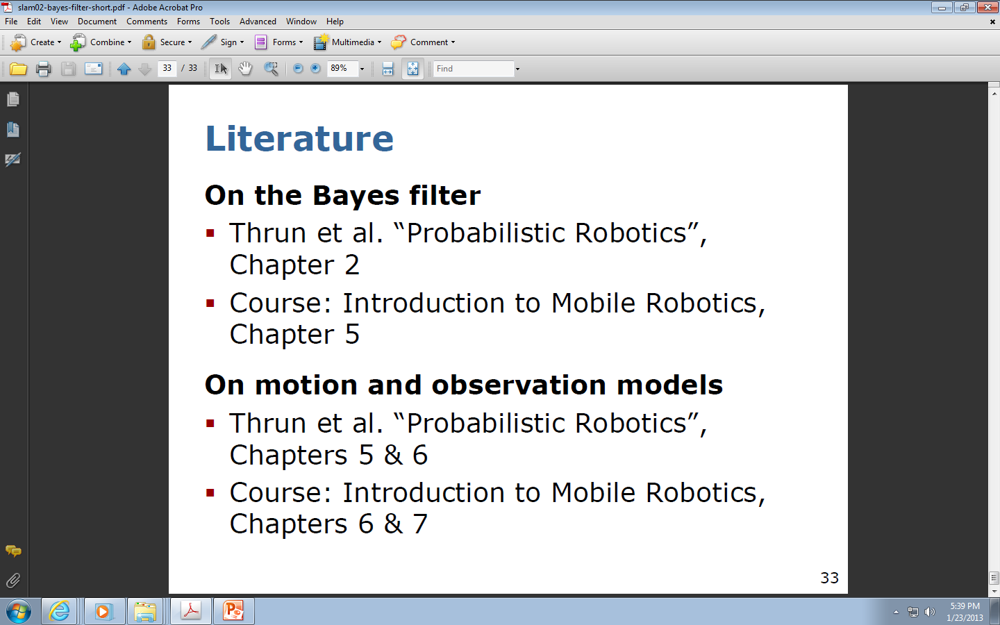 slam02-bayes-filter-short.pdf - Adobe Acrobat Pro
File Edit View Document Comments Forms Tools Advanced Window Help
Create Combine Secure Sign Forms Multimedia Comment
33 / 33 89% Find
Literature
On the Bayes filter
Thrun et al. “Probabilistic Robotics”,
Chapter 2
Course: Introduction to Mobile Robotics,
Chapter 5
On motion and observation models
Thrun et al. “Probabilistic Robotics”,
Chapters 5 & 6
Course: Introduction to Mobile Robotics,
Chapters 6 & 7
33
5:39 PM
1/23/2013